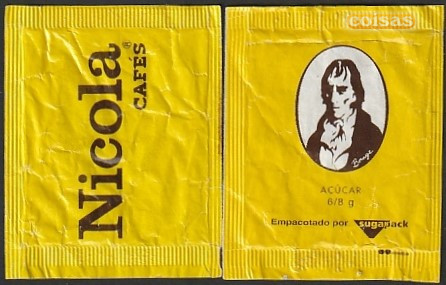 Nicola®
CAFÉS
coisas
Bocage
AÇÚCAR
6/8 g
Empacotado por sugarpack